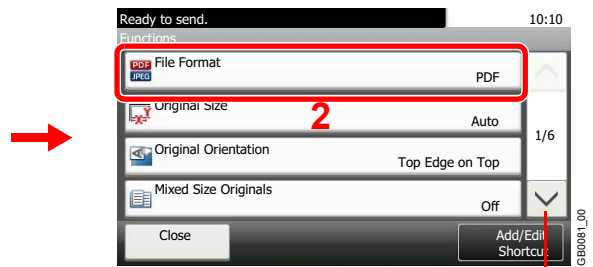 Ready to send. 10:10
Functions
PDF JPEG File Format
PDF
2
Original Size
Auto
1/6
Original Orientation
Top Edge on Top
Mixed Size Originals
Off
Close
Add/Edit
Shortcut
GB0081_00